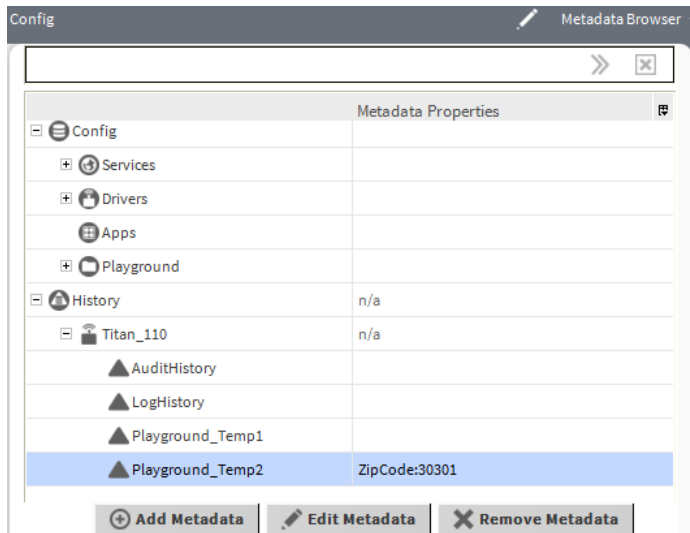 Config Metadata Browser
Metadata Properties
Config
Services
Drivers
Apps
Playground
History n/a
Titan_110 n/a
AuditHistory
LogHistory
Playground_Temp1
Playground_Temp2 ZipCode:30301
Add Metadata Edit Metadata Remove Metadata